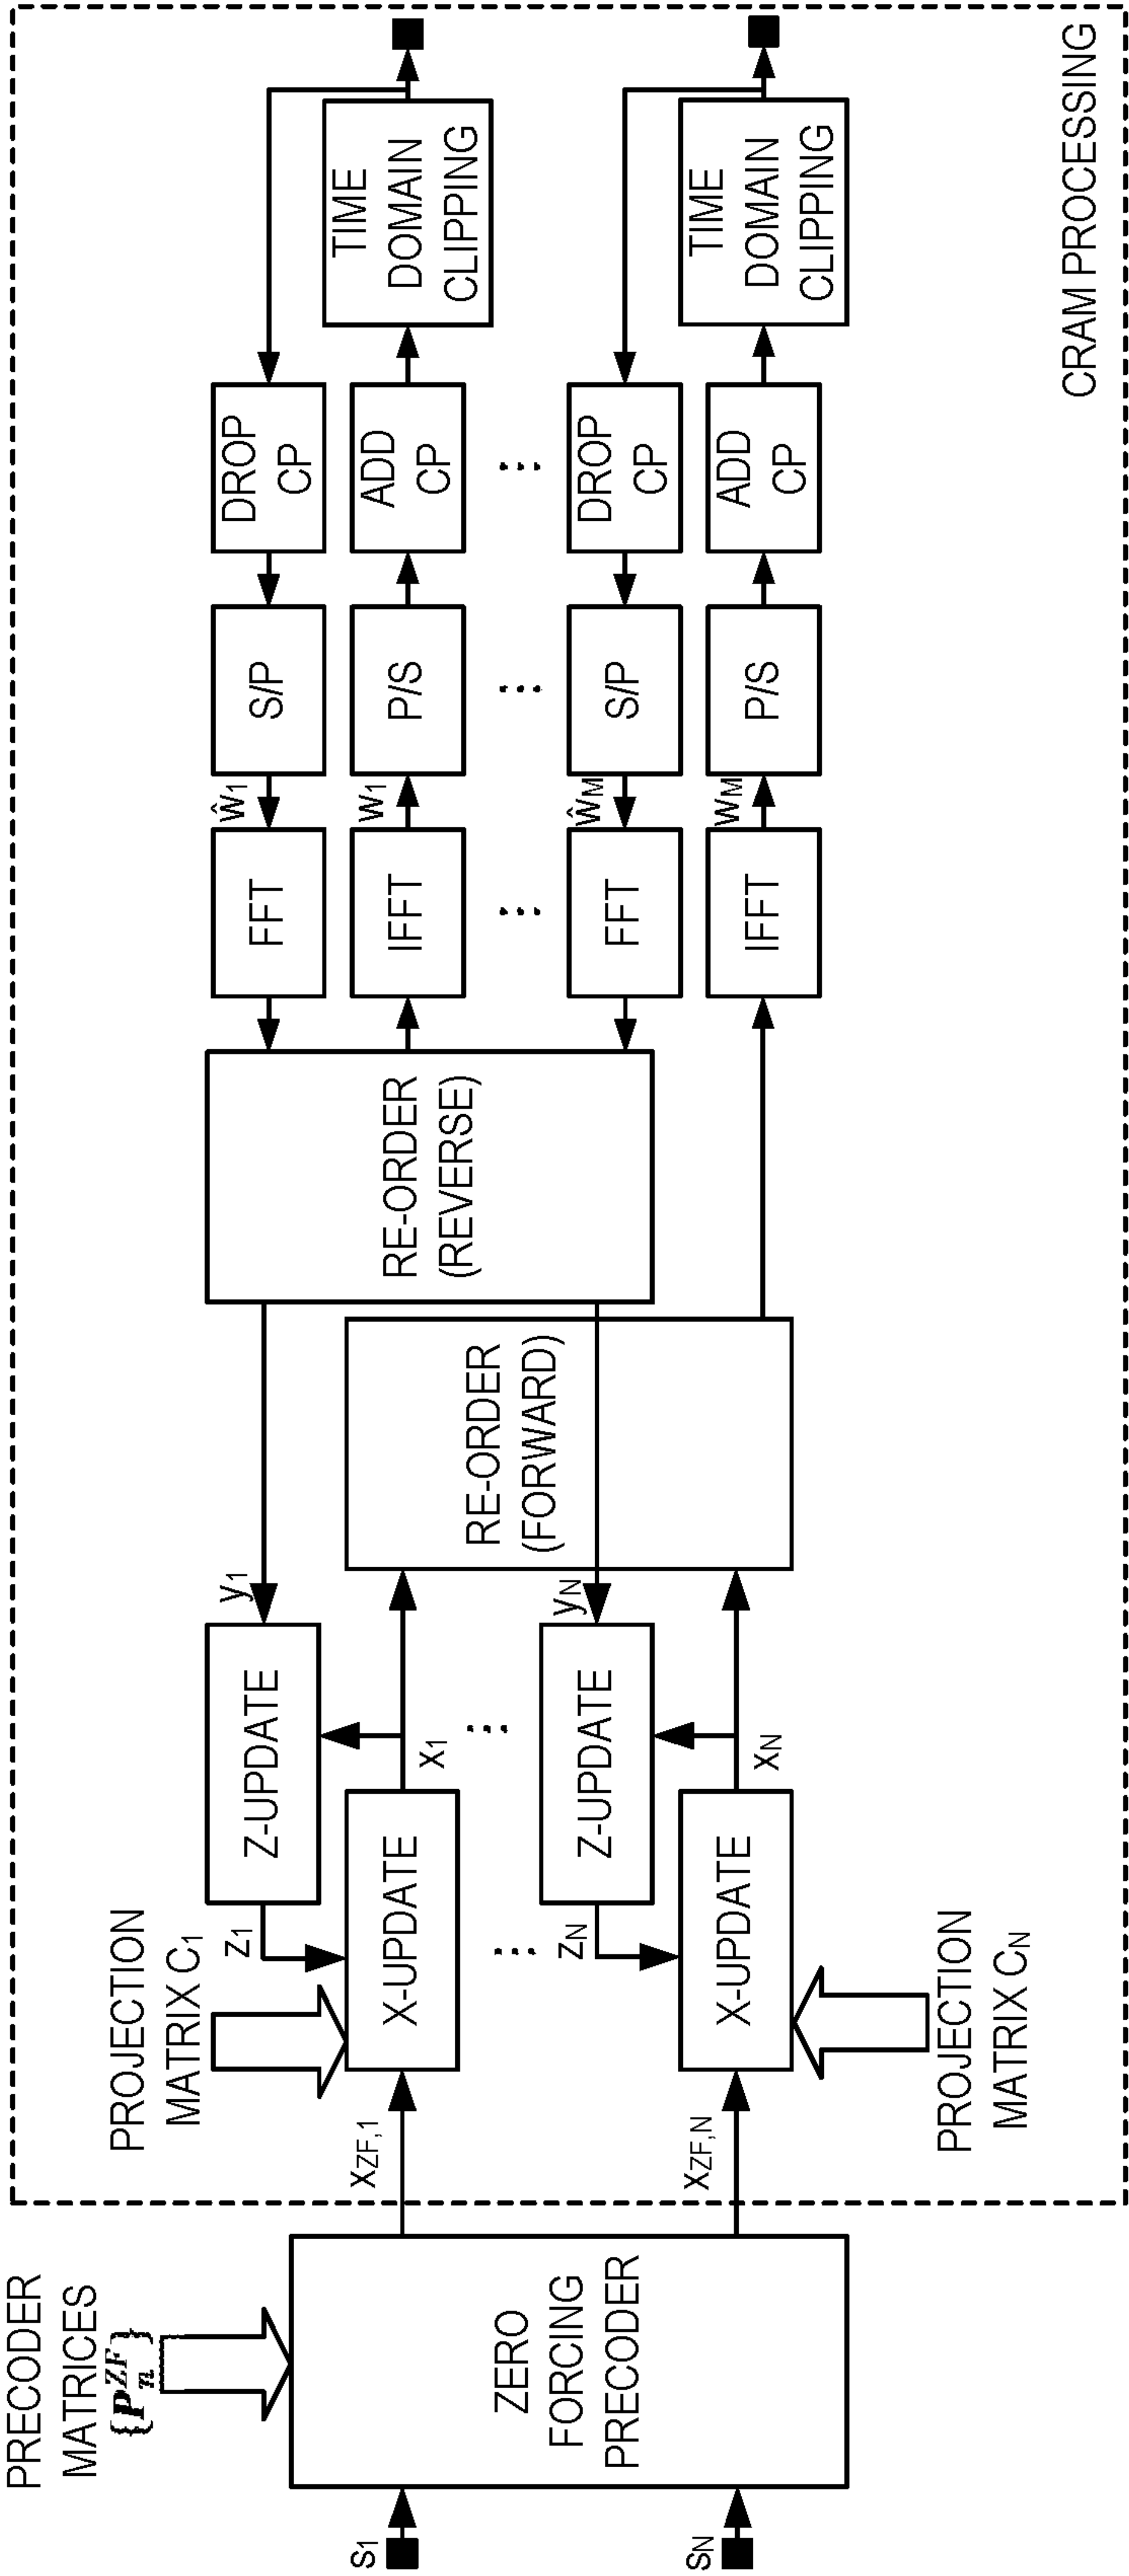 PRECODER
MATRICES
{P_n^ZF}
S1
SN
ZERO
FORCING
PRECODER
XZF,1
XZF,N
PROJECTION
MATRIX C1
PROJECTION
MATRIX CN
Z1
X-UPDATE
Z-UPDATE
X1
y1
...
...
ZN
X-UPDATE
Z-UPDATE
XN
yN
RE-ORDER
(FORWARD)
RE-ORDER
(REVERSE)
FFT
ŵ1
S/P
DROP
CP
IFFT
w1
P/S
ADD
CP
TIME
DOMAIN
CLIPPING
...
...
...
FFT
ŵM
S/P
DROP
CP
IFFT
wM
P/S
ADD
CP
TIME
DOMAIN
CLIPPING
CRAM PROCESSING